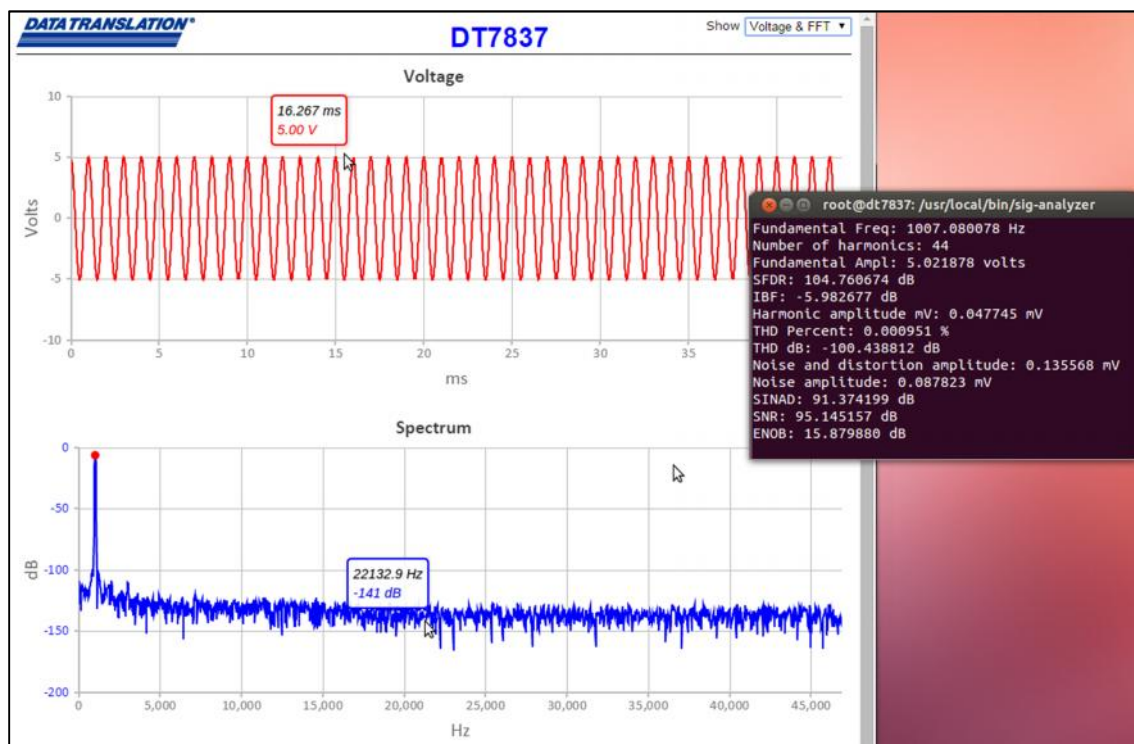 DATA TRANSLATION®
DT7837
Show Voltage & FFT
Voltage
16.267 ms
5.00 V
10
5
0
-5
-10
Volts
0 5 10 15 20 25 30 35
ms
root@dt7837: /usr/local/bin/sig-analyzer
Fundamental Freq: 1007.080078 Hz
Number of harmonics: 44
Fundamental Ampl: 5.021878 volts
SFDR: 104.760674 dB
IBF: -5.982677 dB
Harmonic amplitude mV: 0.047745 mV
THD Percent: 0.000951 %
THD dB: -100.438812 dB
Noise and distortion amplitude: 0.135568 mV
Noise amplitude: 0.087823 mV
SINAD: 91.374199 dB
SNR: 95.145157 dB
ENOB: 15.879880 dB
Spectrum
0
-50
-100
-150
-200
dB
22132.9 Hz
-141 dB
0 5,000 10,000 15,000 20,000 25,000 30,000 35,000 40,000 45,000
Hz